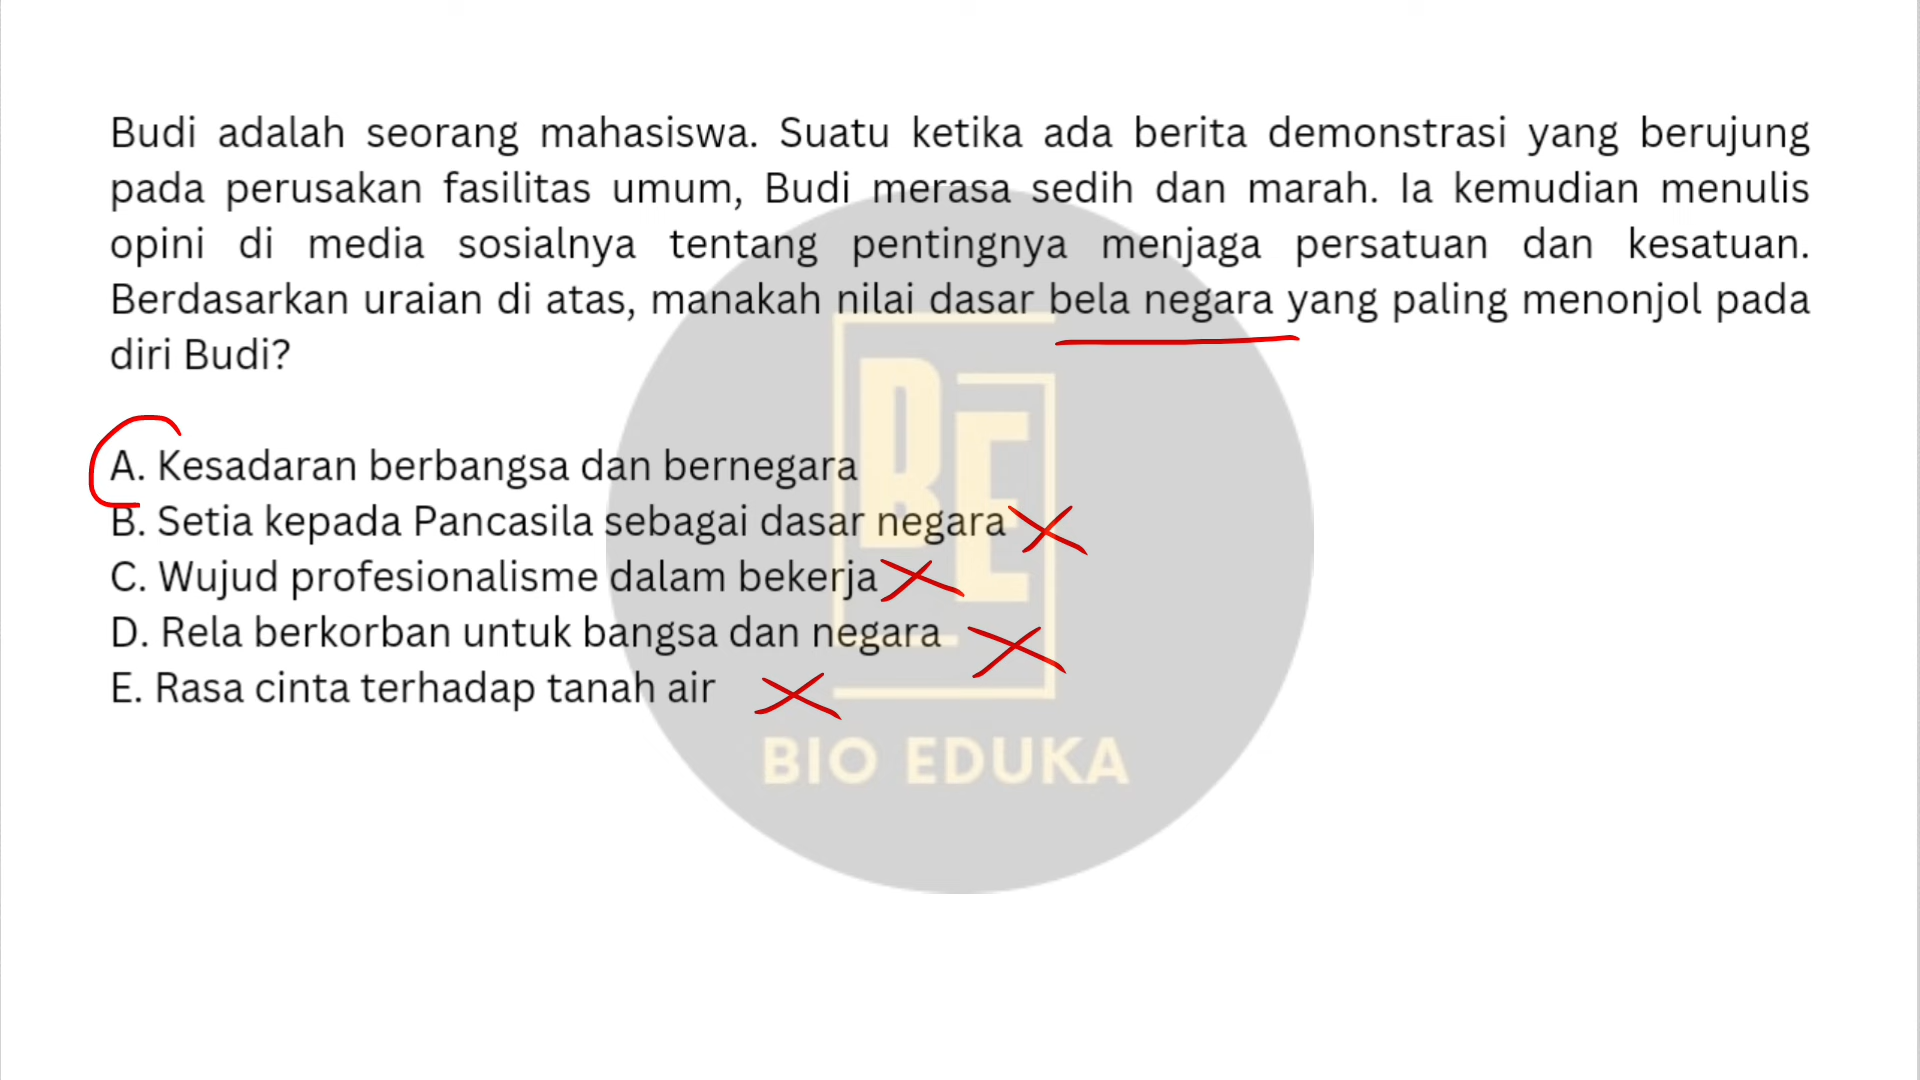 Budi adalah seorang mahasiswa. Suatu ketika ada berita demonstrasi yang berujung
pada perusakan fasilitas umum, Budi merasa sedih dan marah. Ia kemudian menulis
opini di media sosialnya tentang pentingnya menjaga persatuan dan kesatuan.
Berdasarkan uraian di atas, manakah nilai dasar bela negara yang paling menonjol pada
diri Budi?
A. Kesadaran berbangsa dan bernegara
B. Setia kepada Pancasila sebagai dasar negara
C. Wujud profesionalisme dalam bekerja
D. Rela berkorban untuk bangsa dan negara
E. Rasa cinta terhadap tanah air
BE
BIO EDUKA